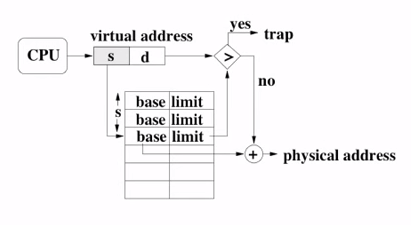 yes
trap
virtual address
CPU
s
d
>
no
s
base limit
base limit
base limit
+
physical address